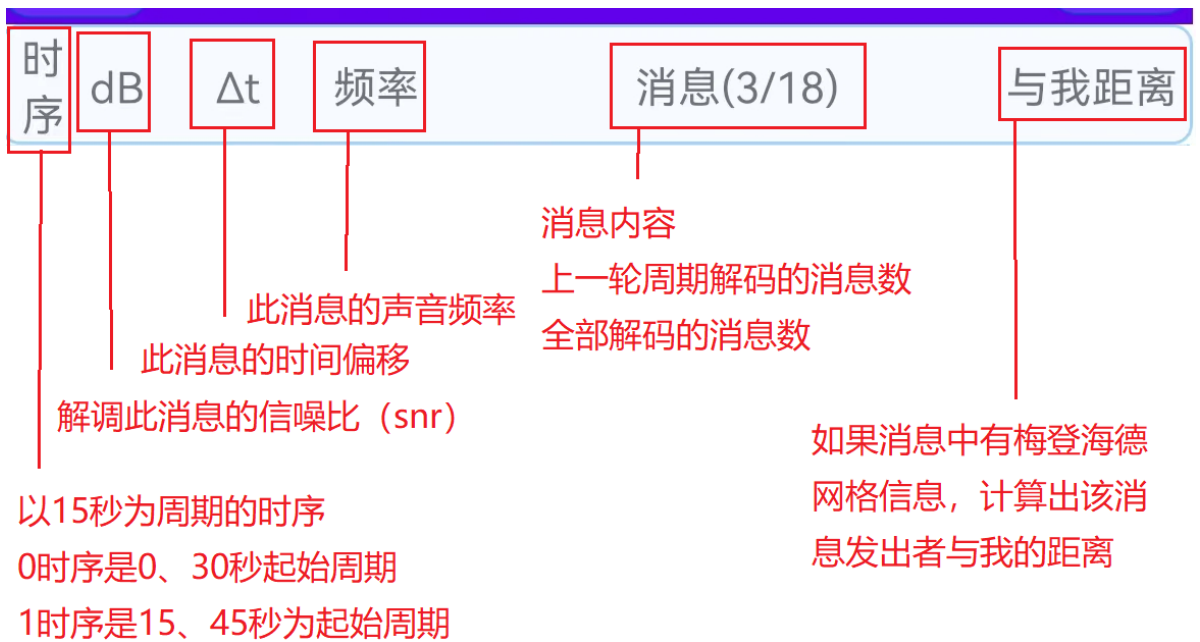 时
序
dB
Δt
频率
消息(3/18)
与我距离
消息内容
上一轮周期解码的消息数
全部解码的消息数
此消息的声音频率
此消息的时间偏移
解调此消息的信噪比（snr）
以15秒为周期的时序
0时序是0、30秒起始周期
1时序是15、45秒为起始周期
如果消息中有梅登海德
网格信息，计算出该消
息发出者与我的距离